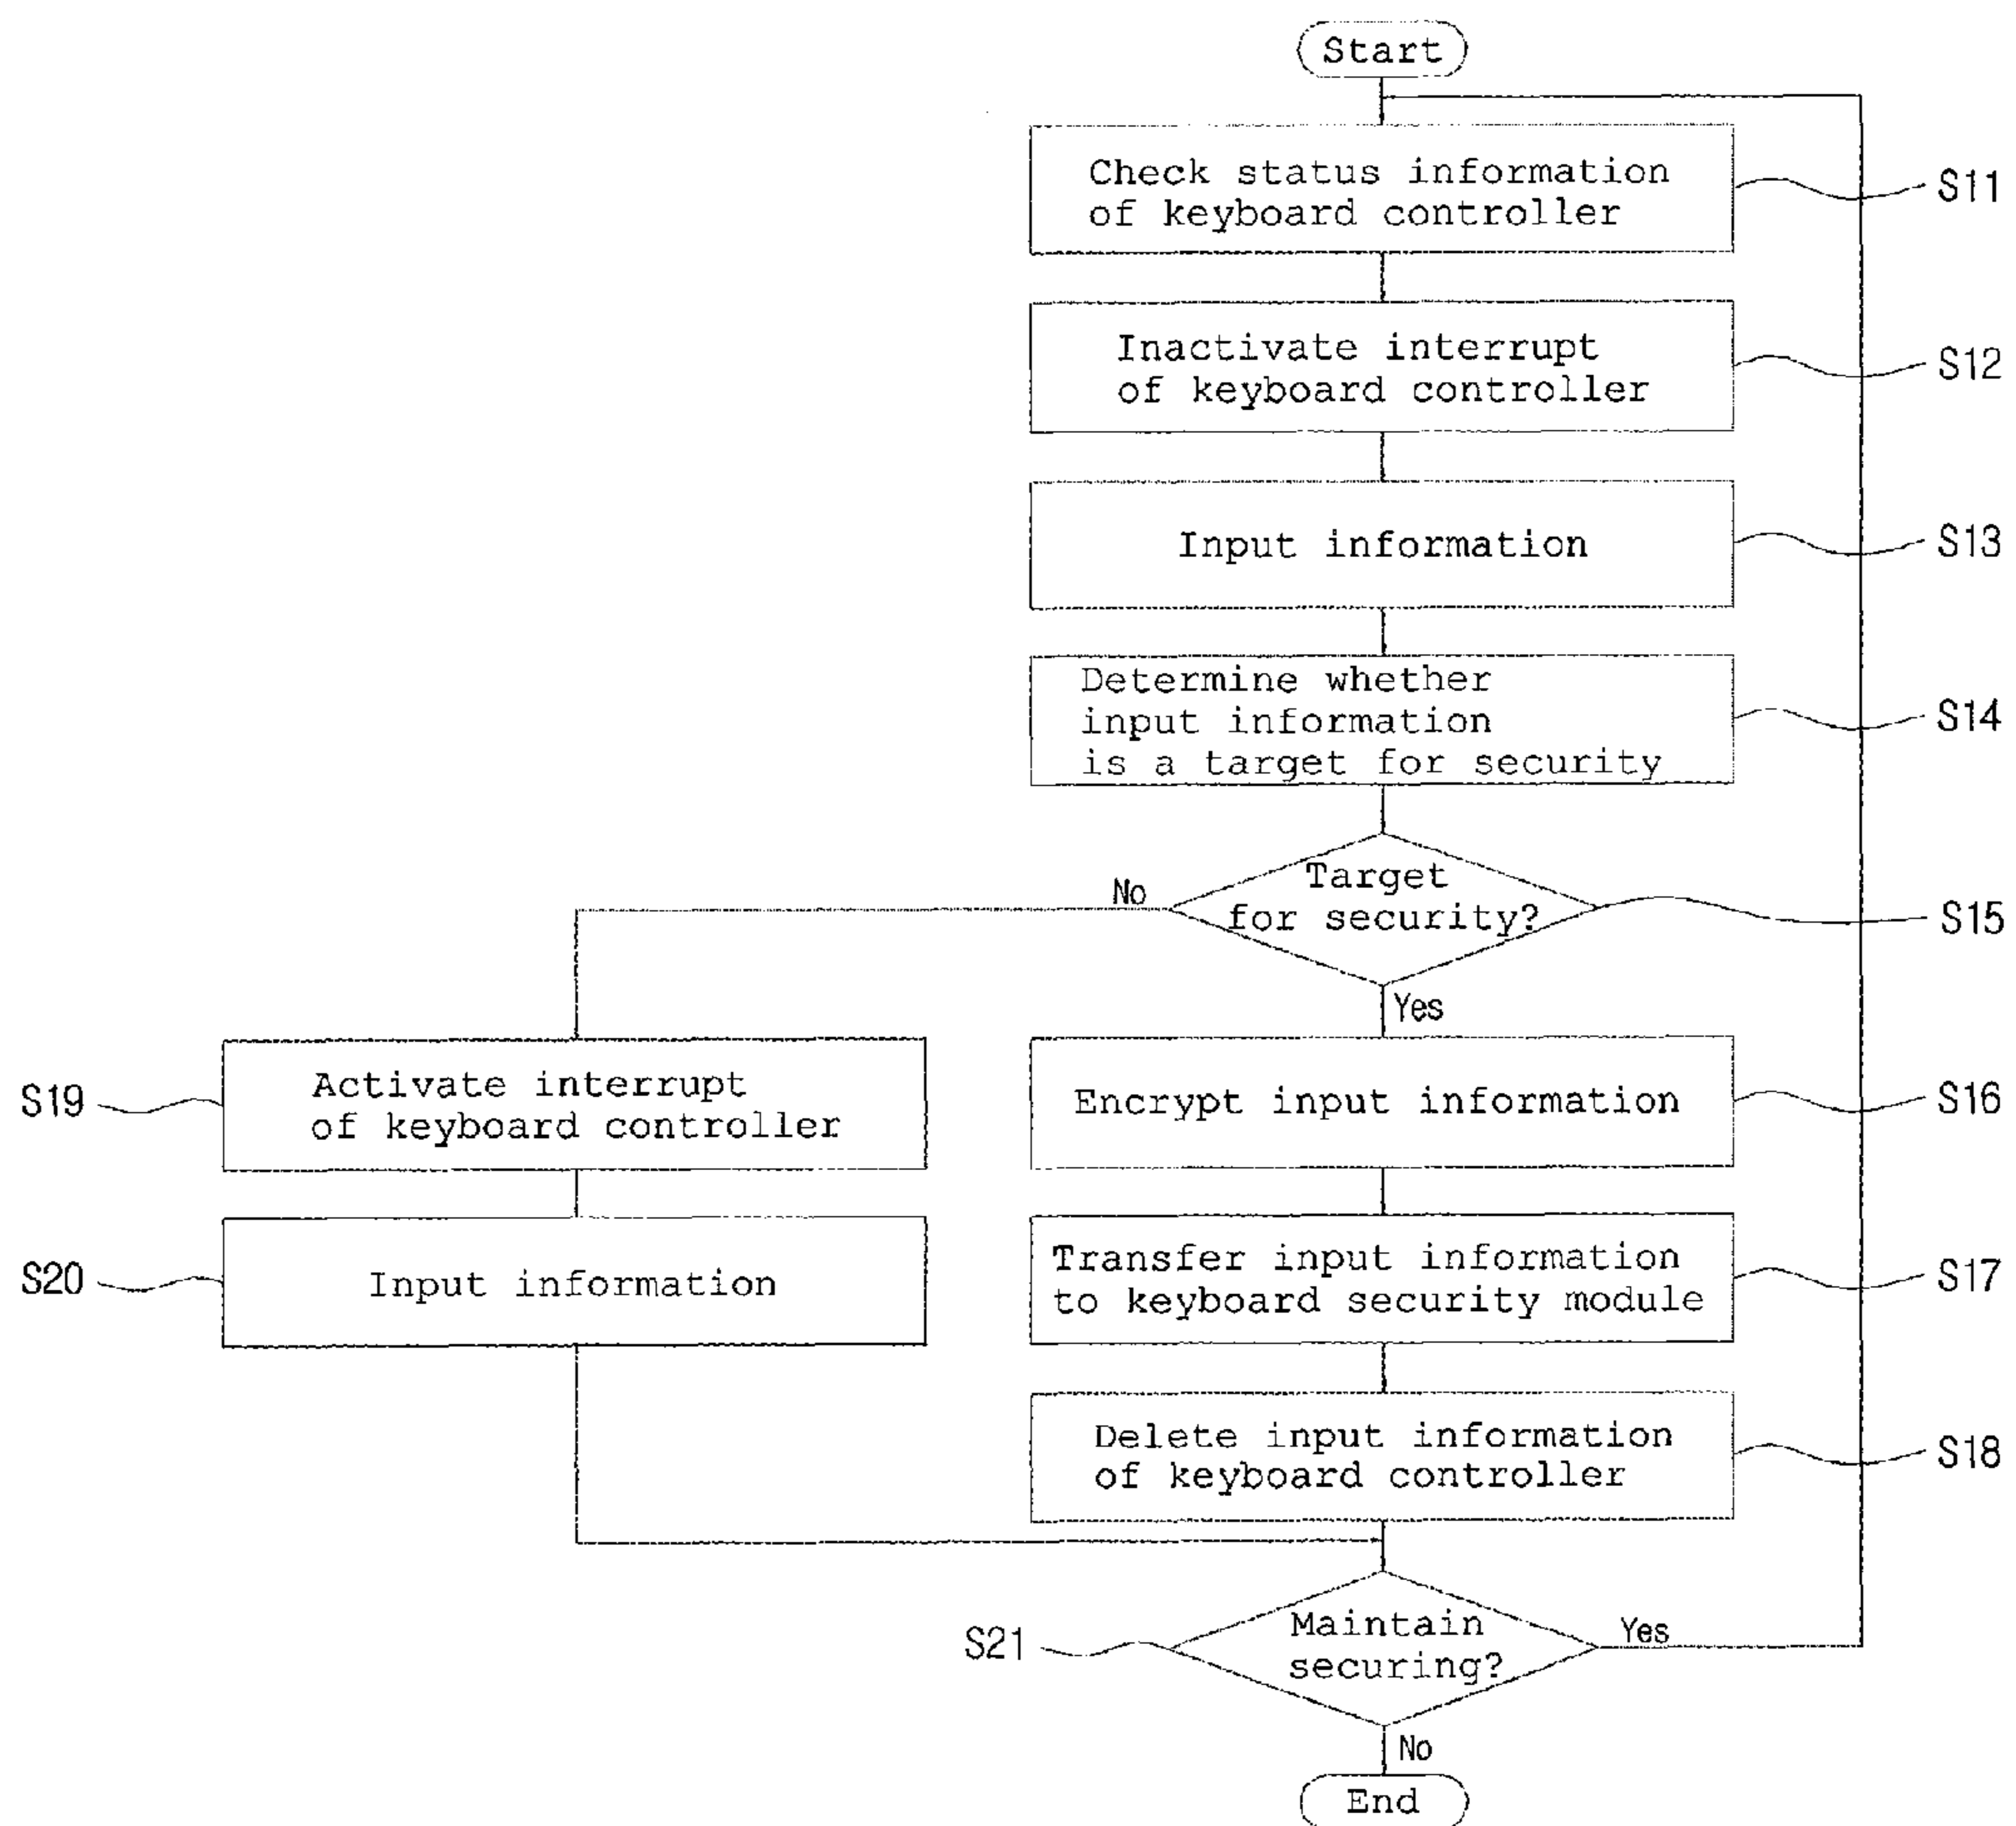 Start
Check status information
of keyboard controller
S11
Inactivate interrupt
of keyboard controller
S12
Input information
S13
Determine whether
input information
is a target for security
S14
Target
for security?
S15
No
Yes
S19
Activate interrupt
of keyboard controller
Encrypt input information
S16
S20
Input information
Transfer input information
to keyboard security module
S17
Delete input information
of keyboard controller
S18
S21
Maintain
securing?
Yes
No
End